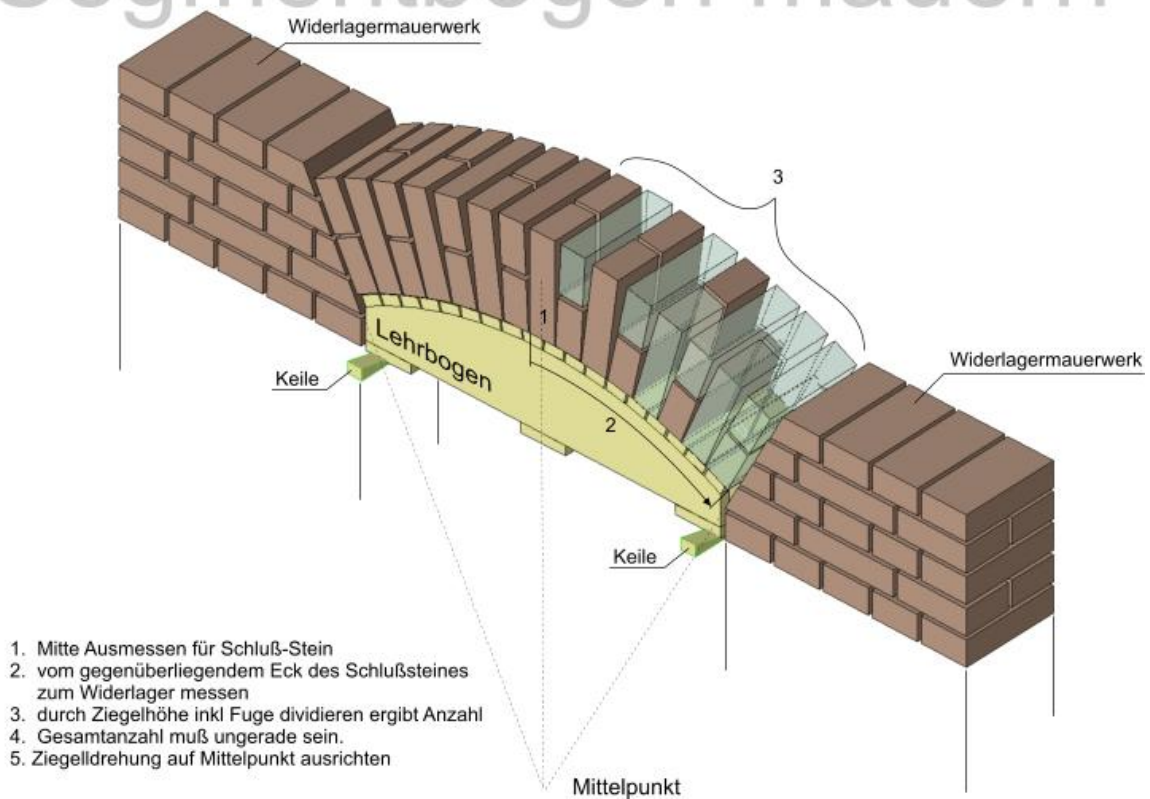 Segmentbogen mauern
Widerlagermauerwerk
3
1
Lehrbogen
Widerlagermauerwerk
Keile
2
Keile
1. Mitte Ausmessen für Schluß-Stein
2. vom gegenüberliegendem Eck des Schlußsteines
zum Widerlager messen
3. durch Ziegelhöhe inkl Fuge dividieren ergibt Anzahl
4. Gesamtanzahl muß ungerade sein.
5. Ziegelldrehung auf Mittelpunkt ausrichten
Mittelpunkt